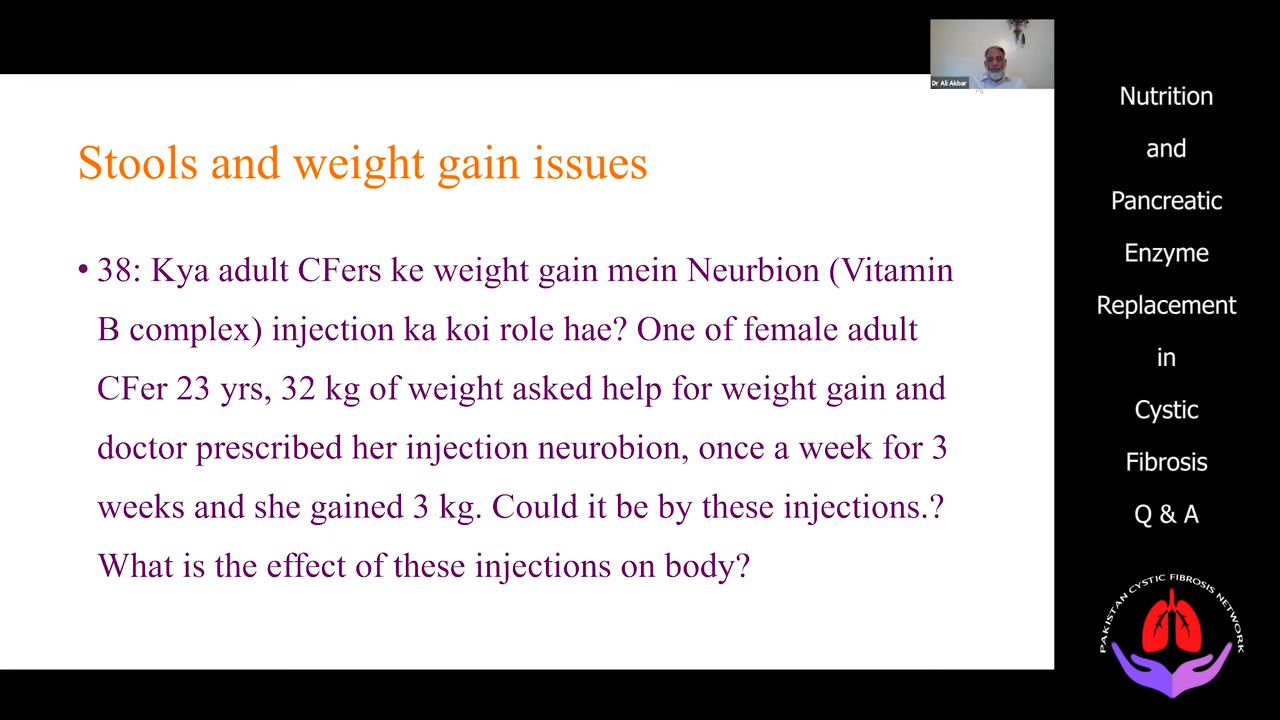 Dr Ali Akbar
Stools and weight gain issues
• 38: Kya adult CFers ke weight gain mein Neurbion (Vitamin
B complex) injection ka koi role hae? One of female adult
CFer 23 yrs, 32 kg of weight asked help for weight gain and
doctor prescribed her injection neurobion, once a week for 3
weeks and she gained 3 kg. Could it be by these injections.?
What is the effect of these injections on body?
Nutrition
and
Pancreatic
Enzyme
Replacement
in
Cystic
Fibrosis
Q & A
PAKISTAN CYSTIC FIBROSIS NETWORK